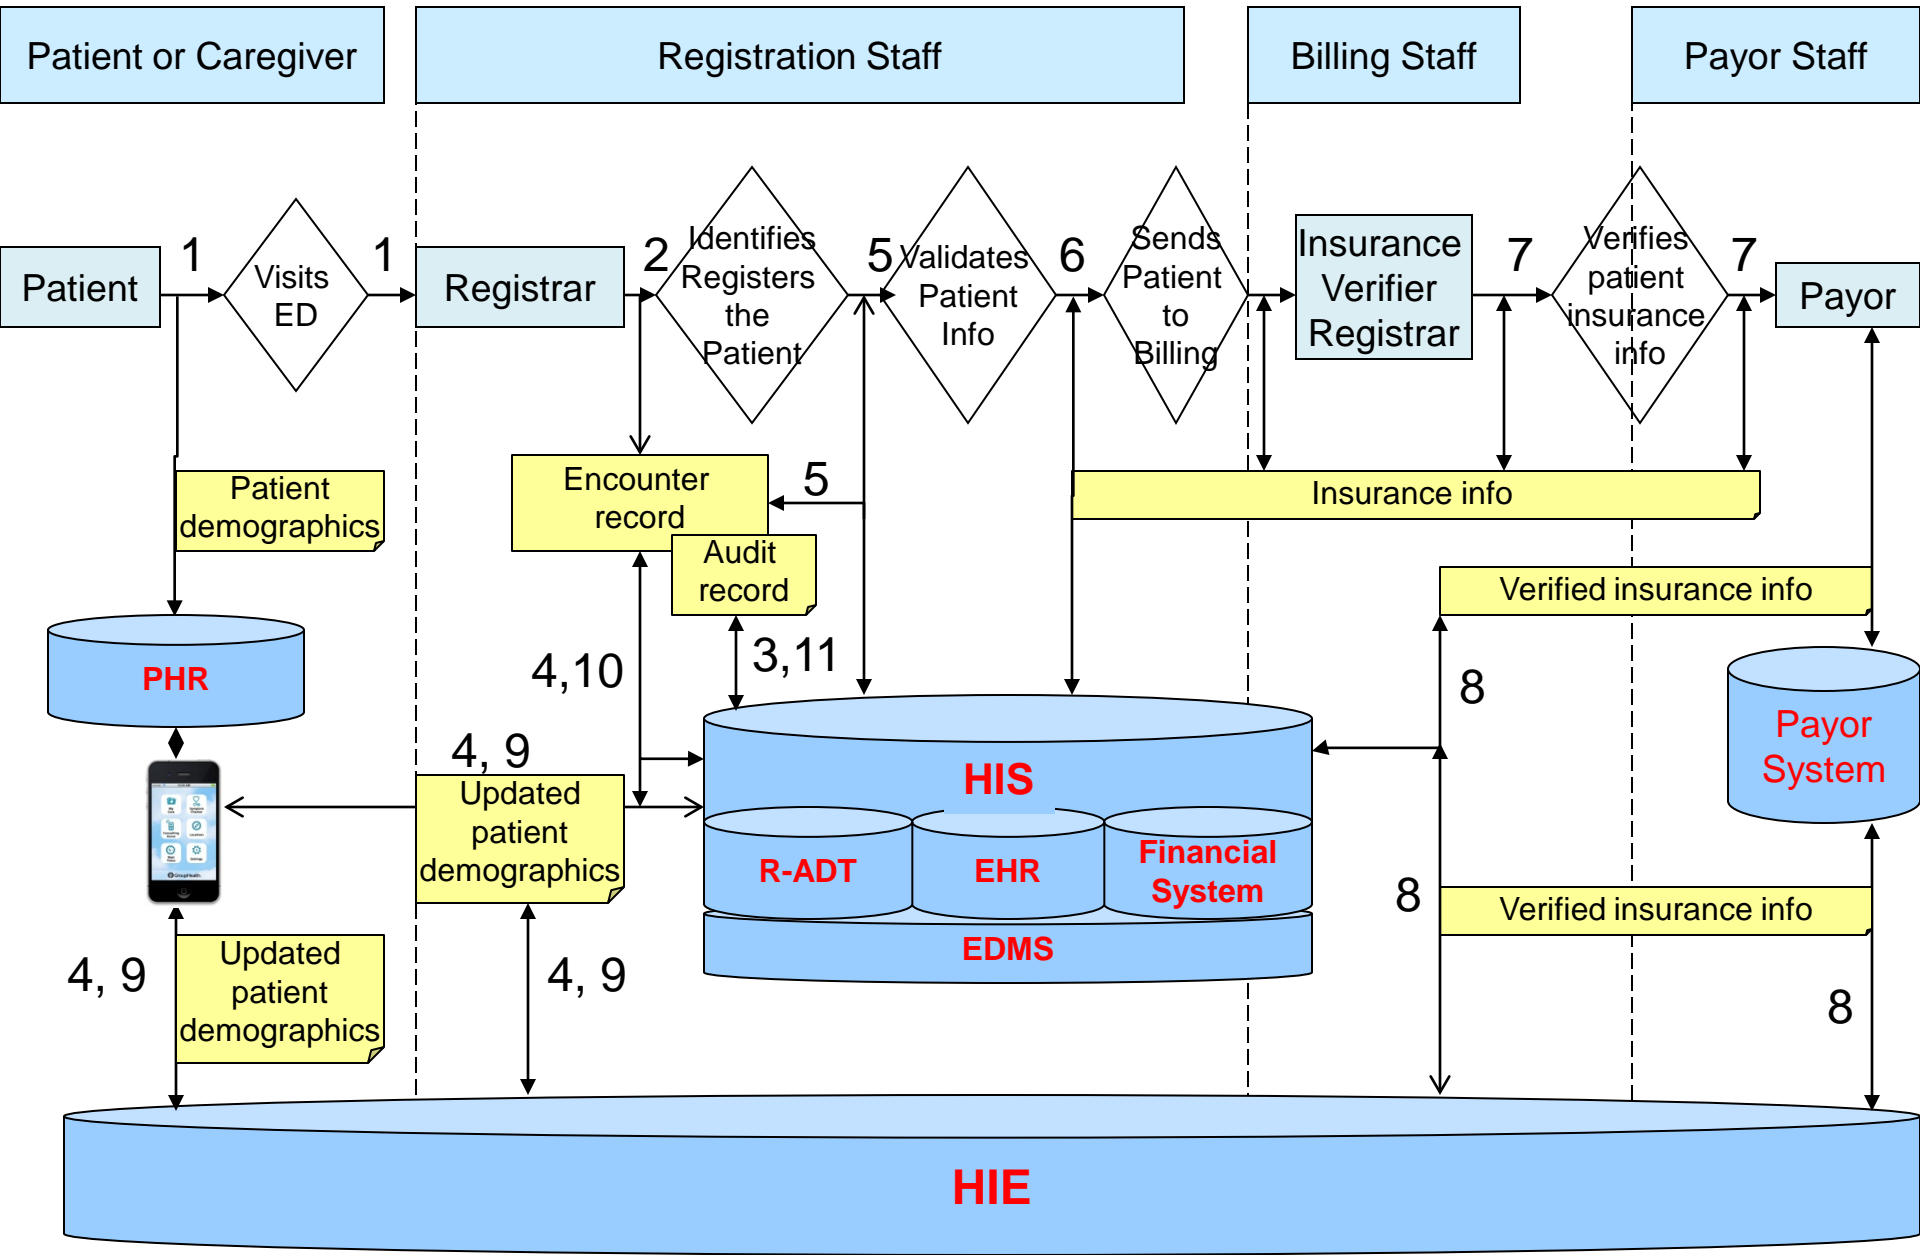 Patient or Caregiver
Registration Staff
Billing Staff
Payor Staff
Patient
1
Visits
ED
1
Registrar
2
Identifies
Registers
the
Patient
5
Validates
Patient
Info
6
Sends
Patient
to
Billing
Insurance
Verifier
Registrar
7
Verifies
patient
insurance
info
7
Payor
Patient
demographics
Encounter
record
5
Insurance info
Audit
record
Verified insurance info
PHR
4,10
3,11
8
Payor
System
4, 9
Updated
patient
demographics
HIS
R-ADT
EHR
Financial
System
EDMS
8
Verified insurance info
GroupHealth
4, 9
Updated
patient
demographics
4, 9
8
HIE